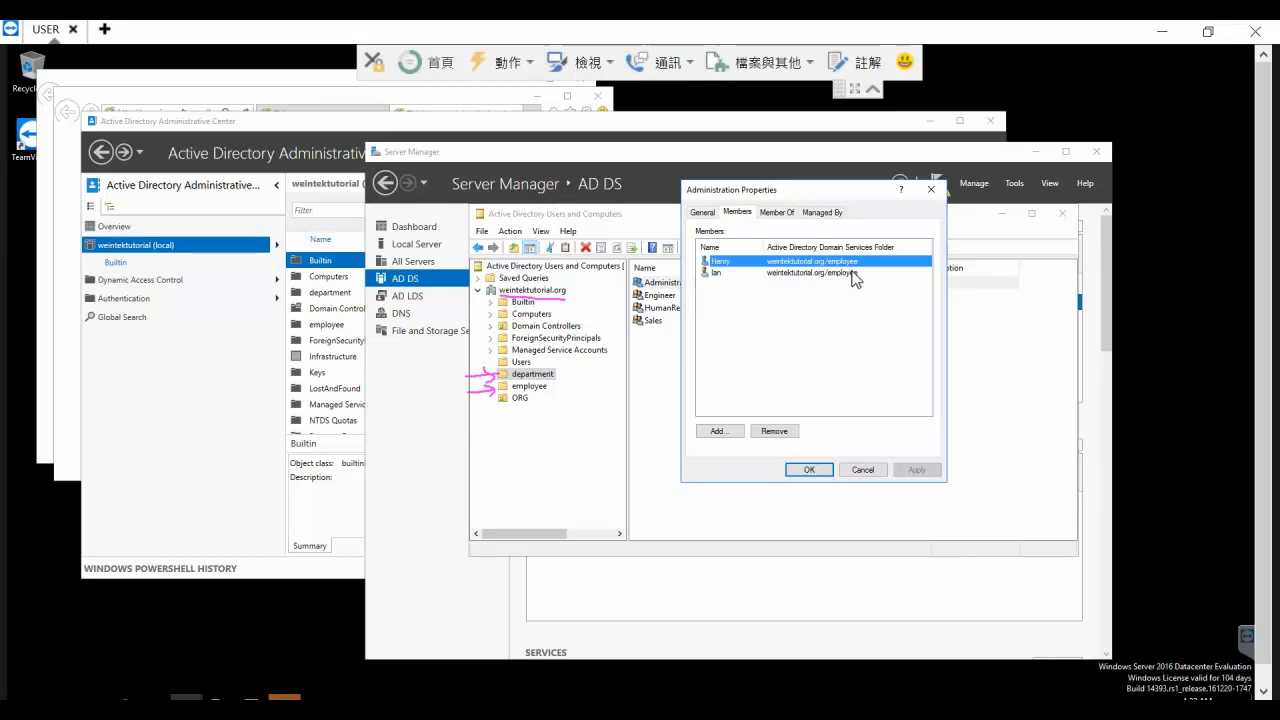 USER
首頁
動作
檢視
通訊
檔案與其他
註解
Recyc
TeamVi
Active Directory Administrative Center
Active Directory Administrati
Active Directory Administrative...
Overview
weintektutorial (local)
Builtin
Dynamic Access Control
Authentication
Global Search
weintektutorial (
Filter
Name
Builtin
Computers
department
Domain Contro
employee
ForeignSecurity
Infrastructure
Keys
LostAndFound
Managed Servic
NTDS Quotas
Builtin
Object class: builtin
Description:
Summary
WINDOWS POWERSHELL HISTORY
Server Manager
Server Manager • AD DS
Manage
Tools
View
Help
Dashboard
Local Server
All Servers
AD DS
AD LDS
DNS
File and Storage Se
Active Directory Users and Computers
File
Action
View
Help
Active Directory Users and Computers [
Saved Queries
weintektutorial.org
Builtin
Computers
Domain Controllers
ForeignSecurityPrincipals
Managed Service Accounts
Users
department
employee
ORG
Name
ption
Administra
Engineer
HumanRe
Sales
Administration Properties
?
General
Members
Member Of
Managed By
Members:
Name
Active Directory Domain Services Folder
Henry
weintektutorial.org/employee
Ian
weintektutorial.org/employee
Add...
Remove
OK
Cancel
Apply
SERVICES
Windows Server 2016 Datacenter Evaluation
Windows License valid for 104 days
Build 14393.rs1_release.161220-1747